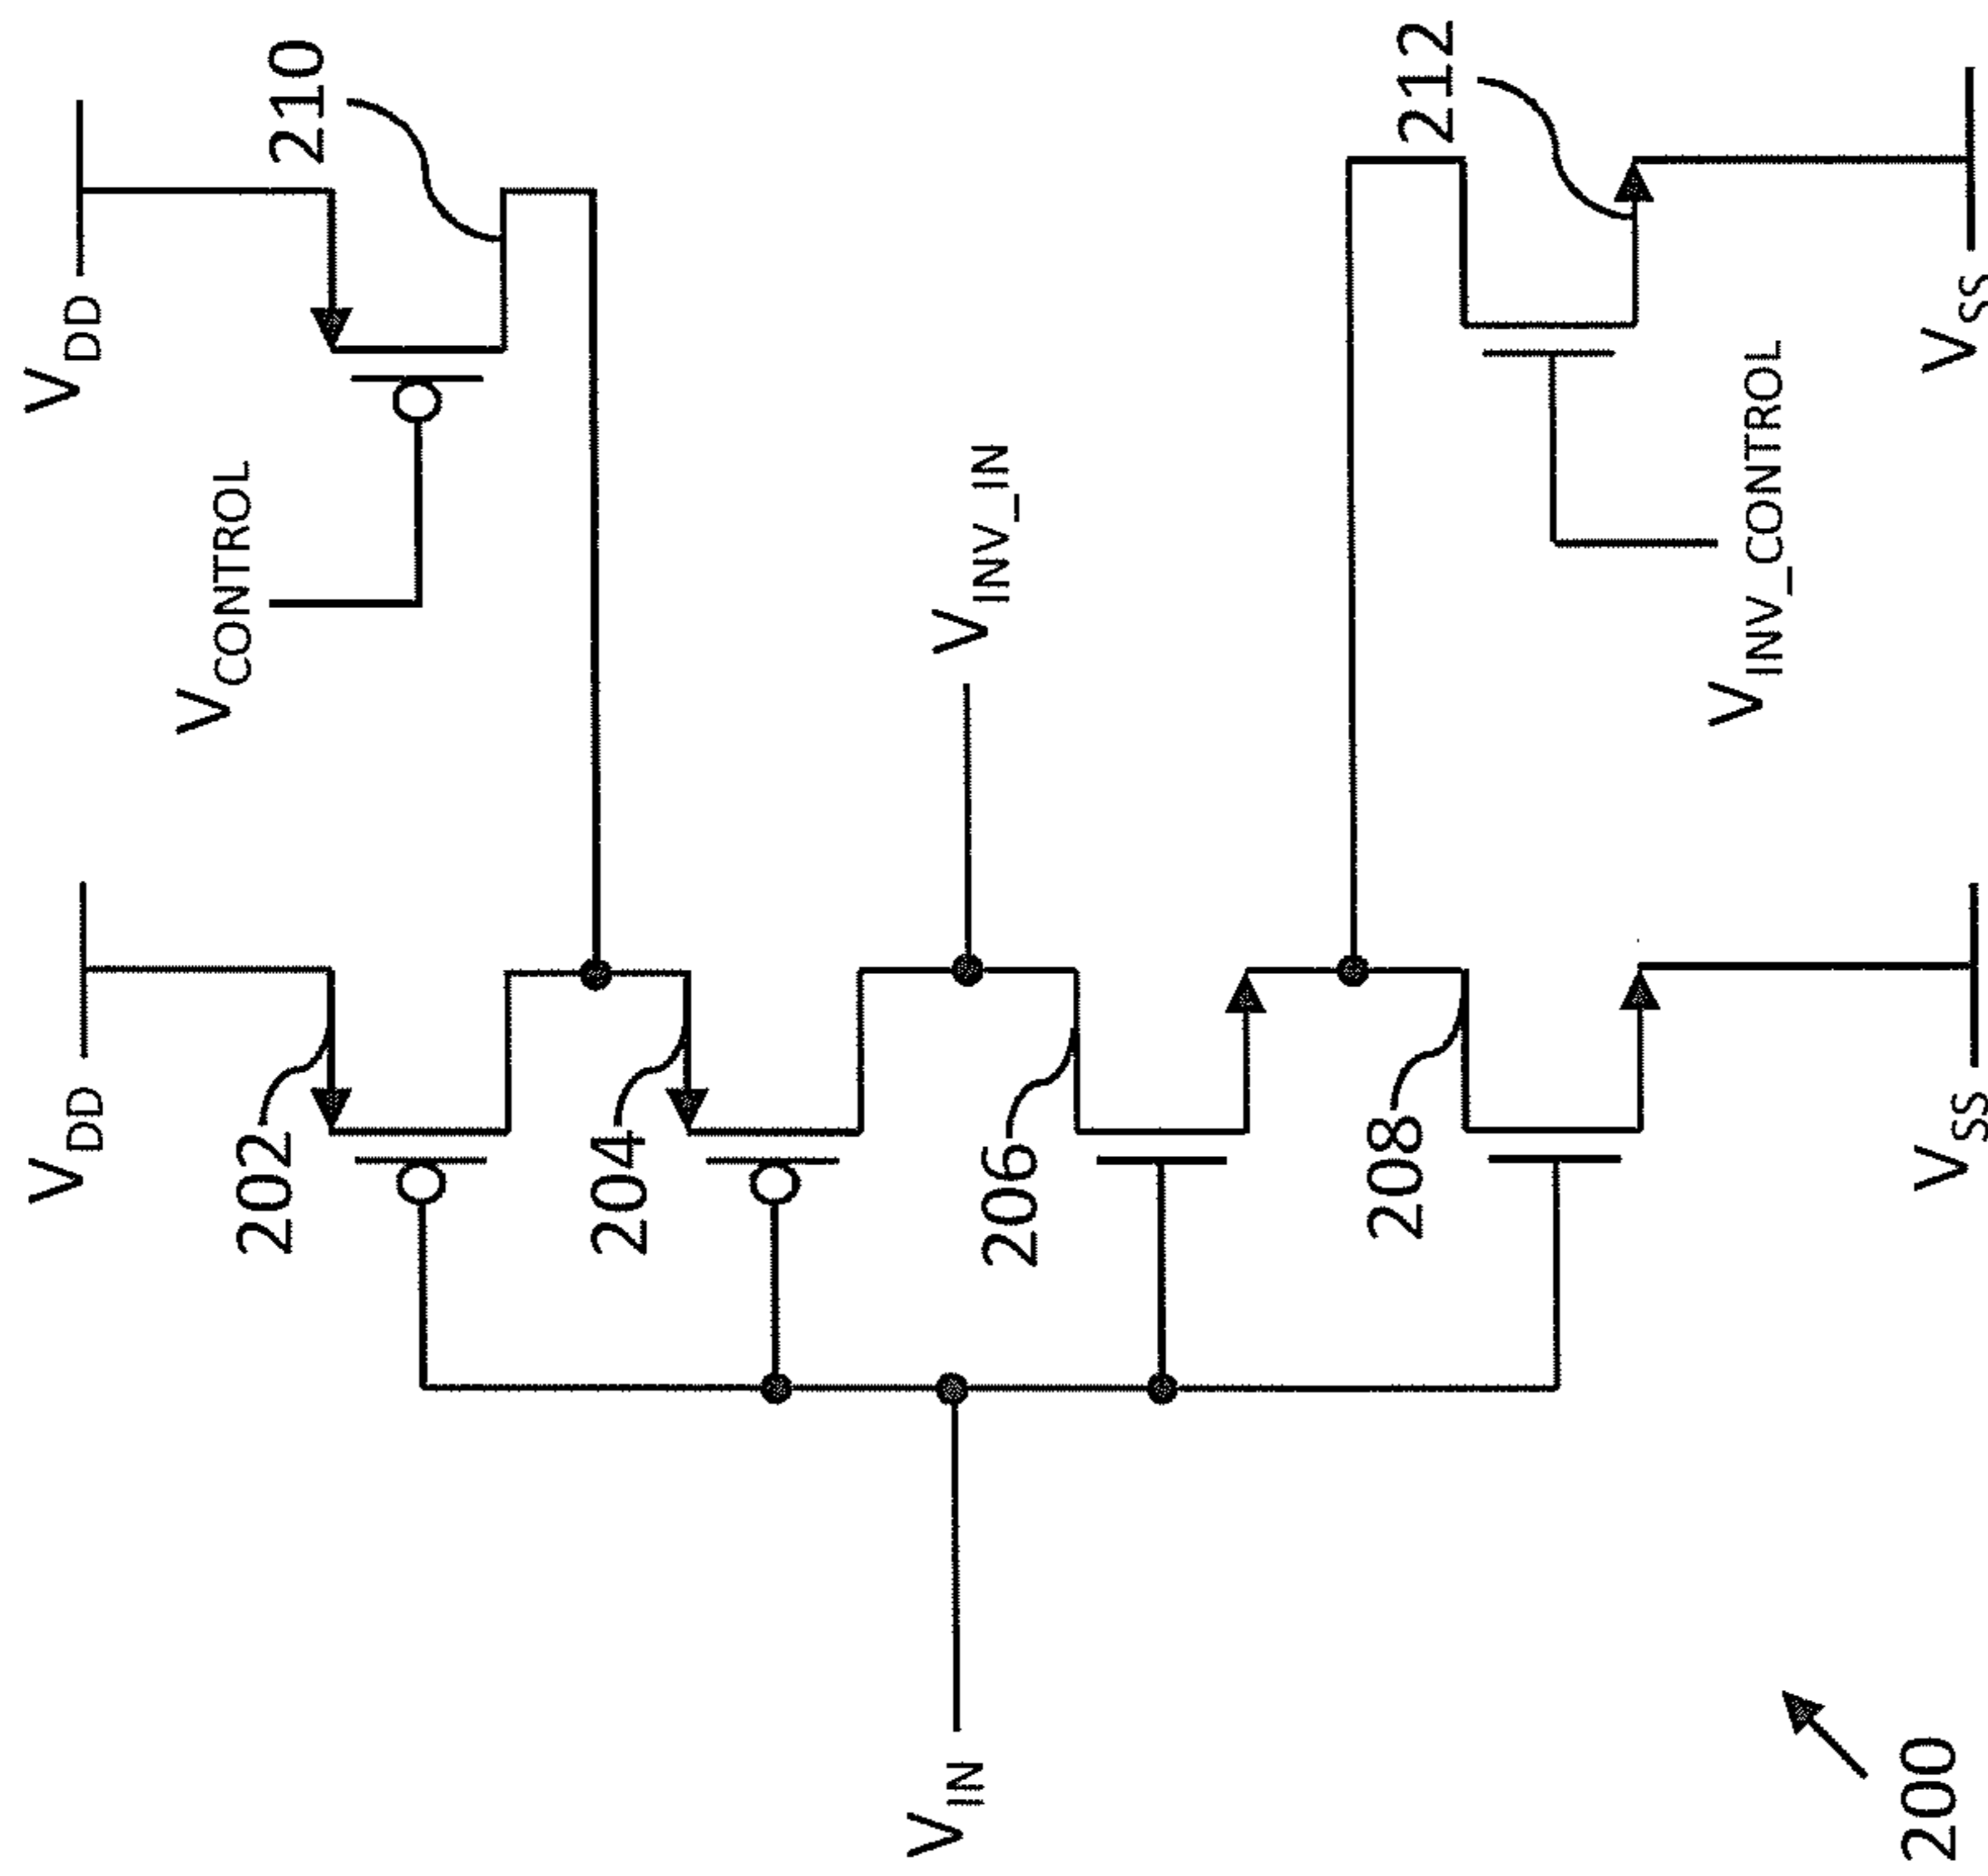 VDD
VDD
VCONTROL
202
210
204
VIN
VINV_IN
206
208
212
VINV_CONTROL
VSS
VSS
200